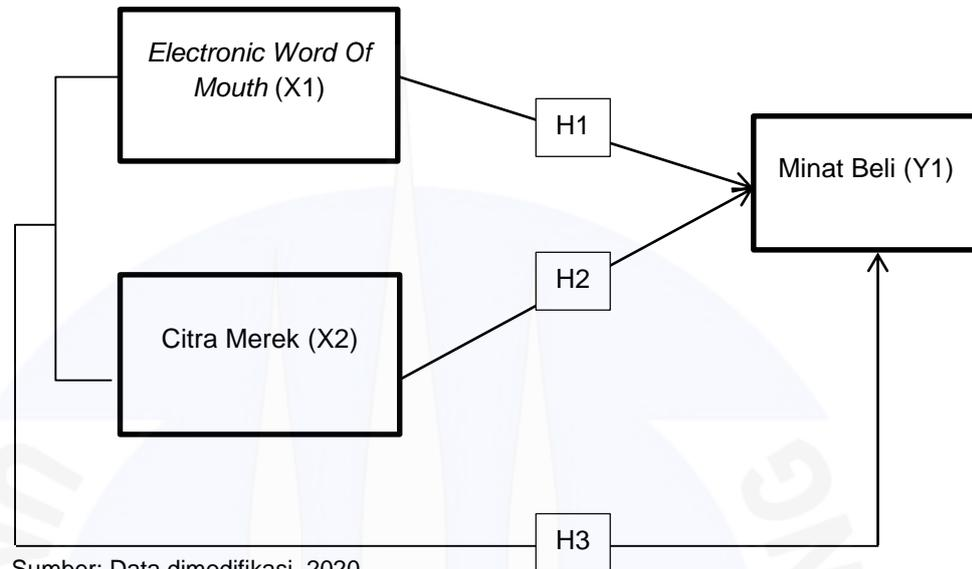 Electronic Word Of
Mouth (X1)
H1
Minat Beli (Y1)
H2
Citra Merek (X2)
H3
Sumber: Data dimodifikasi, 2020